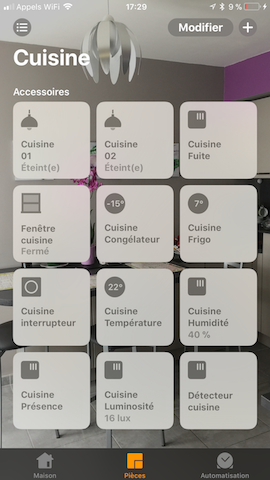 Appels WiFi 17:29 9 %
Modifier
Cuisine
Accessoires
Cuisine
01
Éteint(e)
Cuisine
02
Éteint(e)
Cuisine
Fuite
Fenêtre
cuisine
Fermé
-15°
Cuisine
Congélateur
7°
Cuisine
Frigo
Cuisine
interrupteur
22°
Cuisine
Température
Cuisine
Humidité
40 %
Cuisine
Présence
Cuisine
Luminosité
16 lux
Détecteur
cuisine
Maison Pièces Automatisation